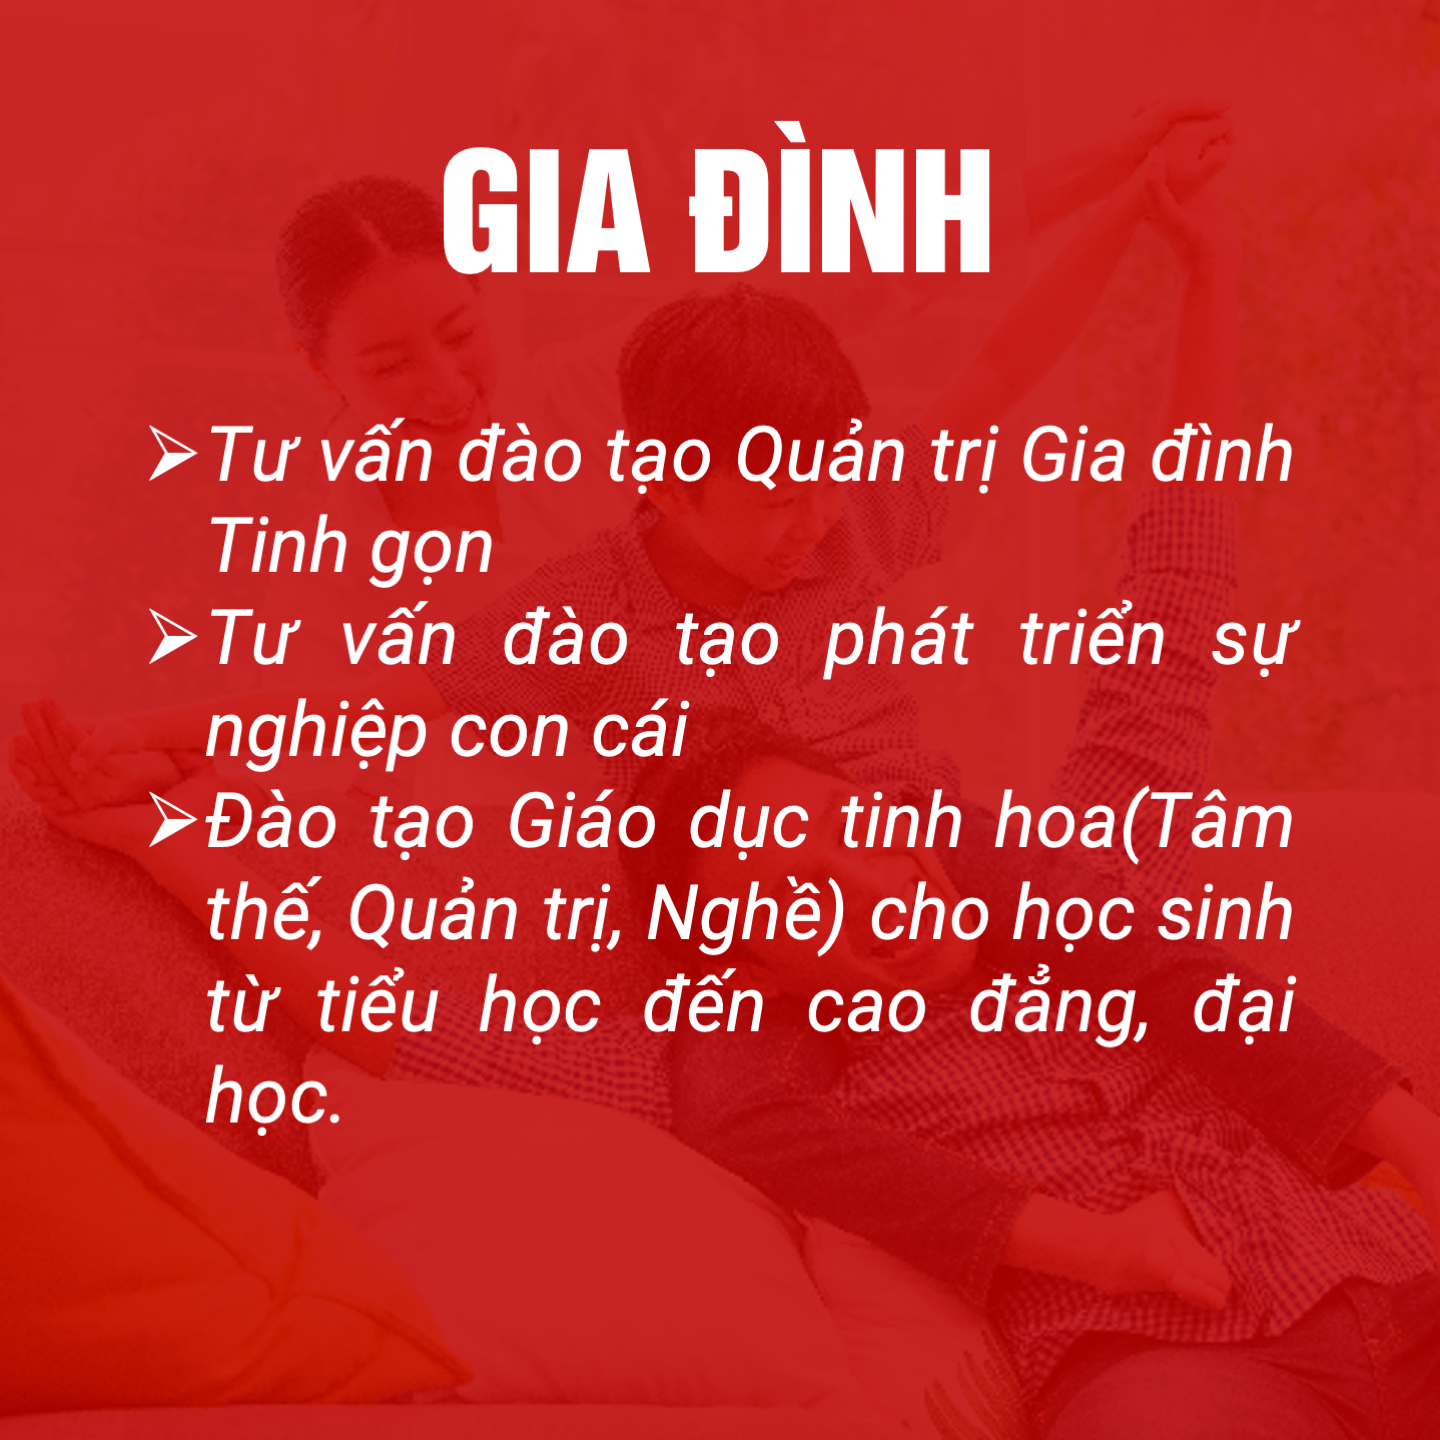 GIA ĐÌNH
➢Tư vấn đào tạo Quản trị Gia đình
Tinh gọn
➢Tư vấn đào tạo phát triển sự
nghiệp con cái
➢Đào tạo Giáo dục tinh hoa(Tâm
thế, Quản trị, Nghề) cho học sinh
từ tiểu học đến cao đẳng, đại
học.